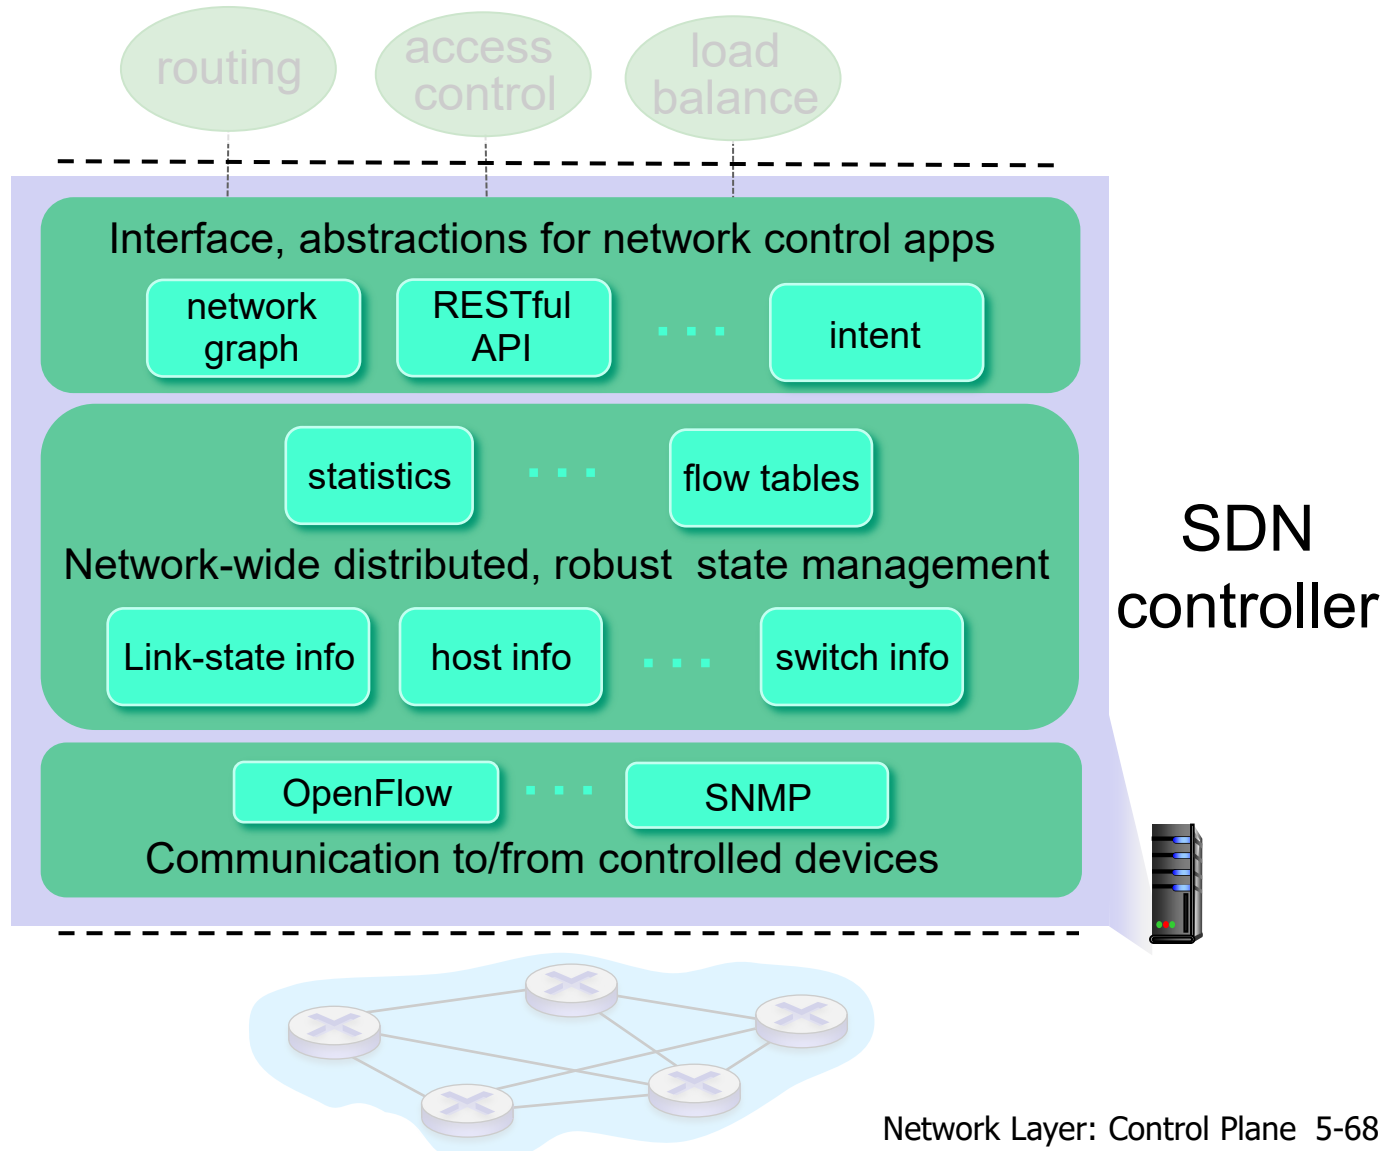 routing
access
control
load
balance
Interface, abstractions for network control apps
network
graph
RESTful
API
. . .
intent
statistics
. . .
flow tables
Network-wide distributed, robust  state management
Link-state info
host info
. . .
switch info
OpenFlow
. . .
SNMP
Communication to/from controlled devices
SDN
controller
Network Layer: Control Plane  5-68